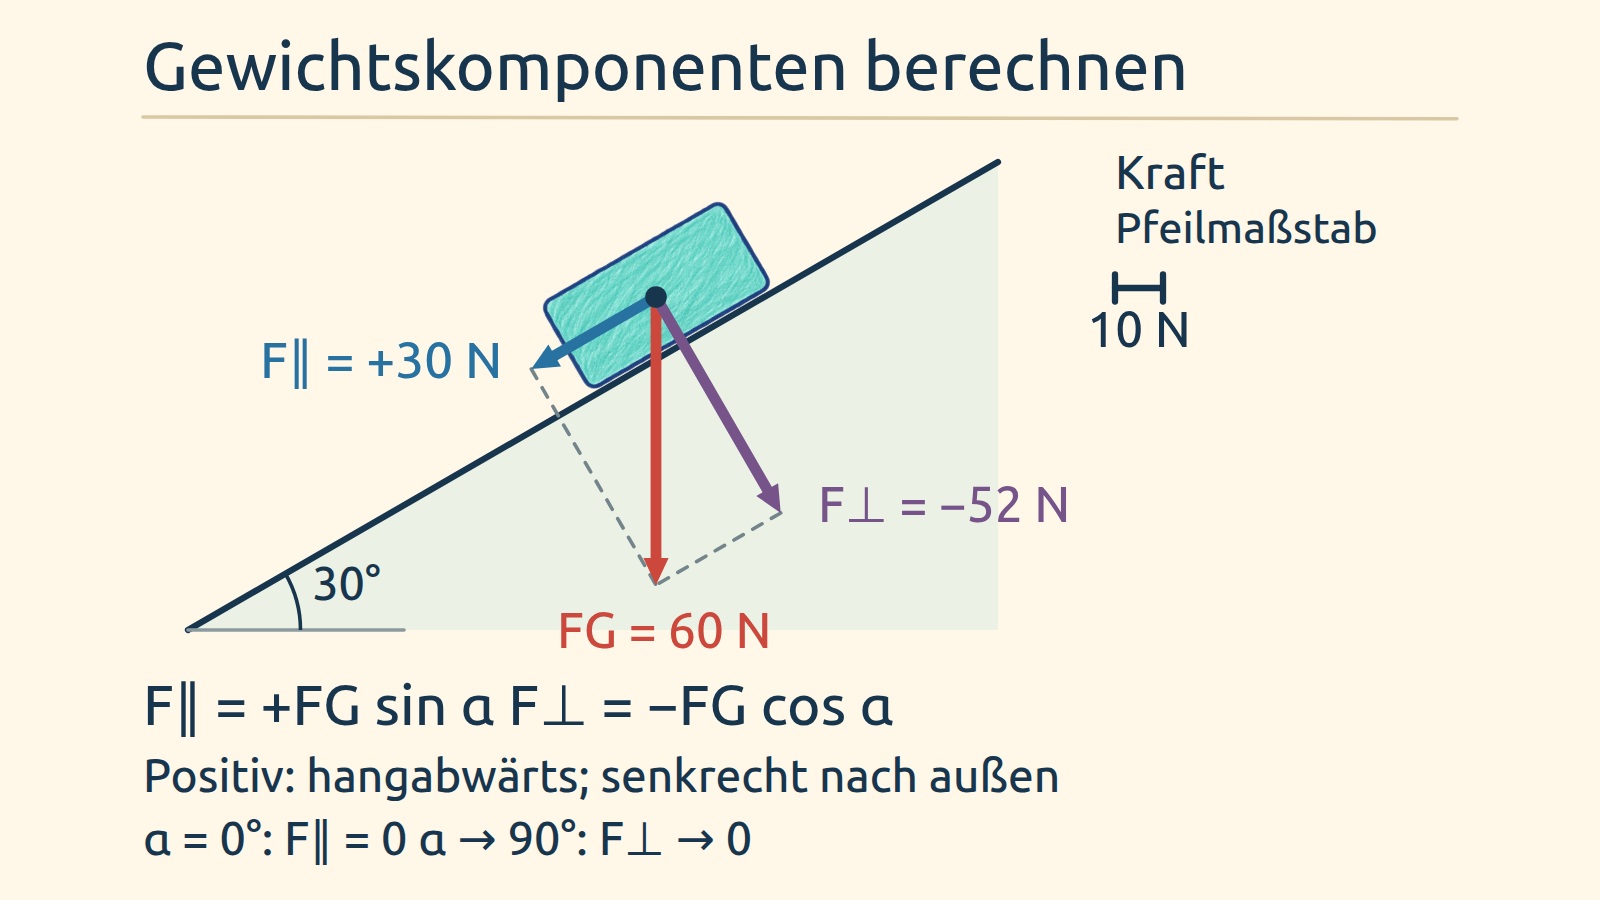 Gewichtskomponenten berechnen
Kraft
Pfeilmaßstab
10 N
F∥ = +30 N
F⊥ = −52 N
30°
FG = 60 N
F∥ = +FG sin α F⊥ = −FG cos α
Positiv: hangabwärts; senkrecht nach außen
α = 0°: F∥ = 0 α → 90°: F⊥ → 0